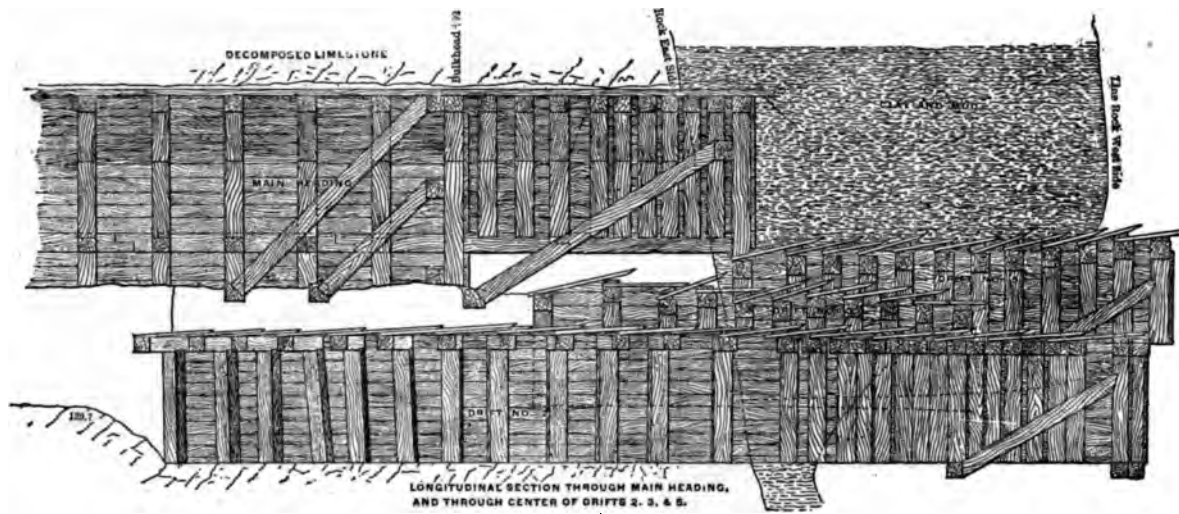 DECOMPOSED LIMESTONE
Bulkhead
Rock East Side
CLAY AND MUD
Line Rock West Side
MAIN HEADING
DRIFT NO. 2
LONGITUDINAL SECTION THROUGH MAIN HEADING,
AND THROUGH CENTER OF DRIFTS 2. 3, & 5.